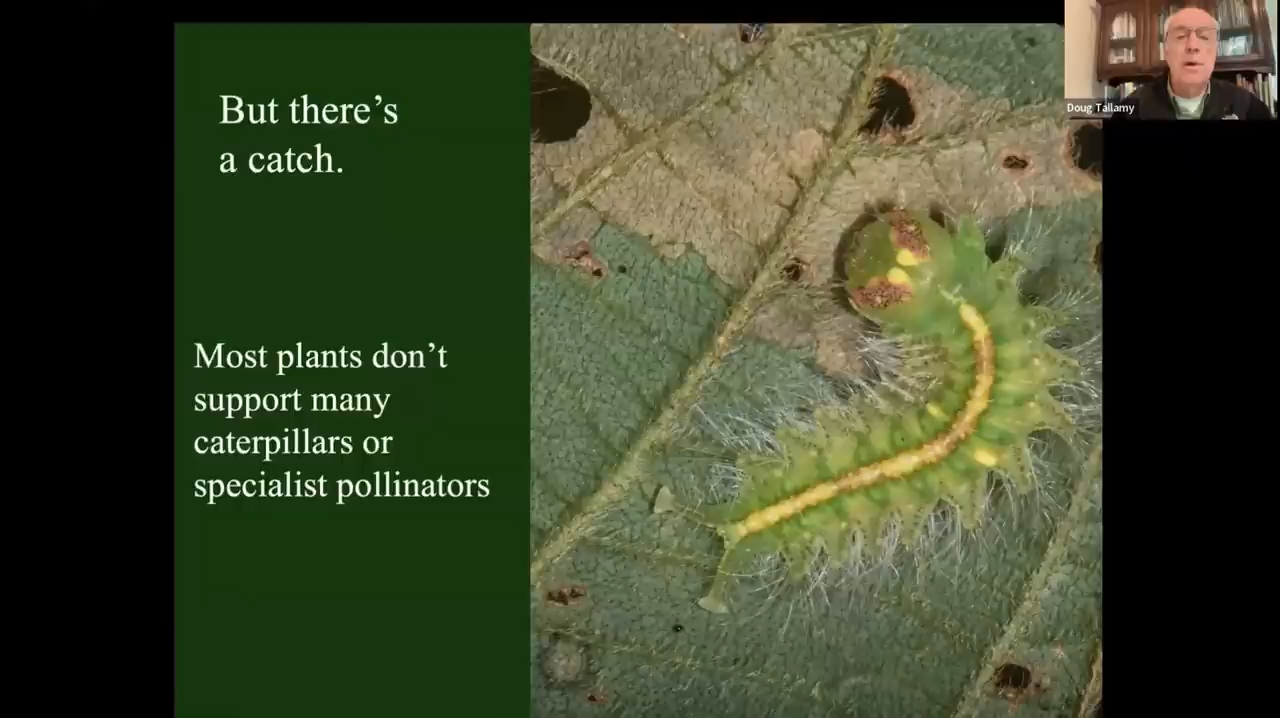 But there's
a catch.
Most plants don't
support many
caterpillars or
specialist pollinators
Doug Tallamy